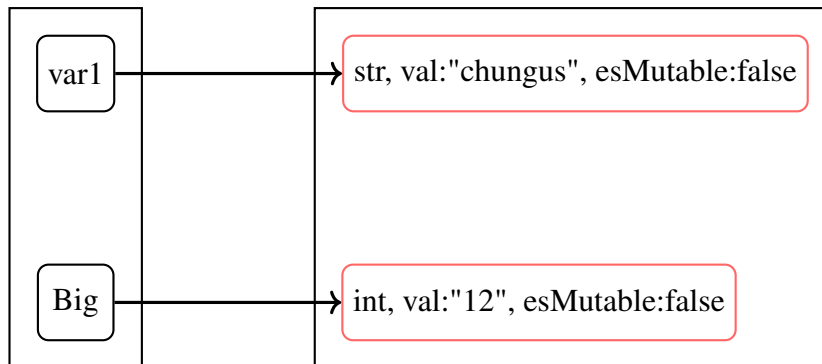 var1 str, val:"chungus", esMutable:false
Big int, val:"12", esMutable:false